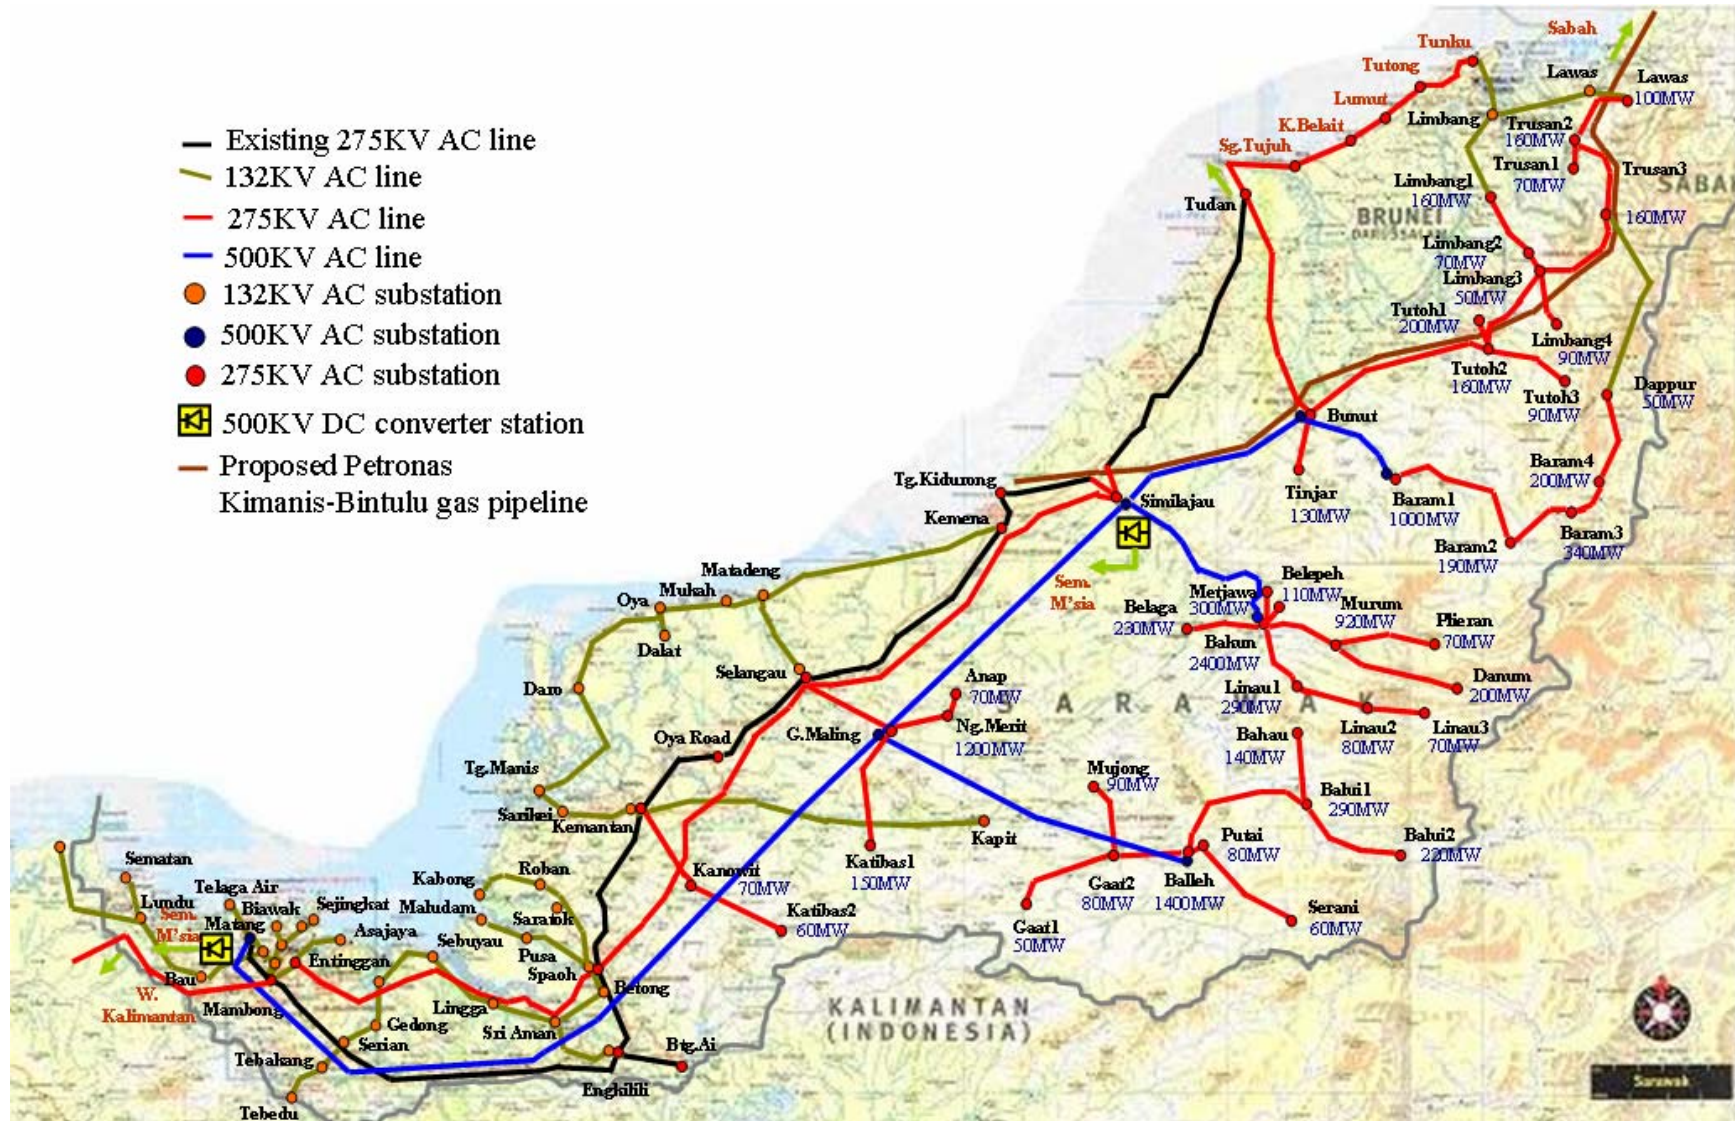 Existing 275KV AC line
132KV AC line
275KV AC line
500KV AC line
132KV AC substation
500KV AC substation
275KV AC substation
500KV DC converter station
Proposed Petronas
Kimanis-Bintulu gas pipeline
Sabah
Tunku
Tutong
Lumut
K.Belait
Sg.Tujuh
Tudan
Lawas
Lawas
100MW
Limbang
Trusan2
160MW
Trusan1
70MW
Trusan3
160MW
SABA
Limbang1
160MW
BRUNEI
DARUSSALAM
Limbang2
70MW
Limbang3
50MW
Tutoh1
200MW
Limbang4
90MW
Tutoh2
160MW
Tutoh3
90MW
Dappur
50MW
Bunut
Tinjar
130MW
Baram1
1000MW
Baram4
200MW
Baram2
190MW
Baram3
340MW
Tg.Kidurong
Similajau
Kemena
Sem.
M'sia
Matadeng
Mukah
Oya
Dalat
Selangau
Daro
Oya Road
Tg.Manis
Sarikei
Kemantan
Belepeh
110MW
Metjawa
300MW
Belaga
230MW
Murum
920MW
Plieran
70MW
Bakun
2400MW
Danum
200MW
Linau1
290MW
Linau2
80MW
Linau3
70MW
SARAWAK
Anap
70MW
Ng.Merit
1200MW
G.Maling
Bahau
140MW
Mujong
90MW
Balui1
290MW
Balui2
220MW
Putai
80MW
Kapit
Katibas1
150MW
Kanowit
70MW
Katibas2
60MW
Gaat2
80MW
Balleh
1400MW
Gaat1
50MW
Serani
60MW
Sematan
Lundu
Telaga Air
Biawak
Sejingkat
Matang
Sem.
M'sia
Asajaya
Entinggan
Bau
Mambong
W.
Kalimantan
Kabong
Roban
Maludam
Saratok
Sebuyau
Pusa
Spaoh
Betong
Lingga
Sri Aman
Gedong
Serian
Tebakang
Tebedu
Engkilili
Btg.Ai
KALIMANTAN
(INDONESIA)
Sarawak